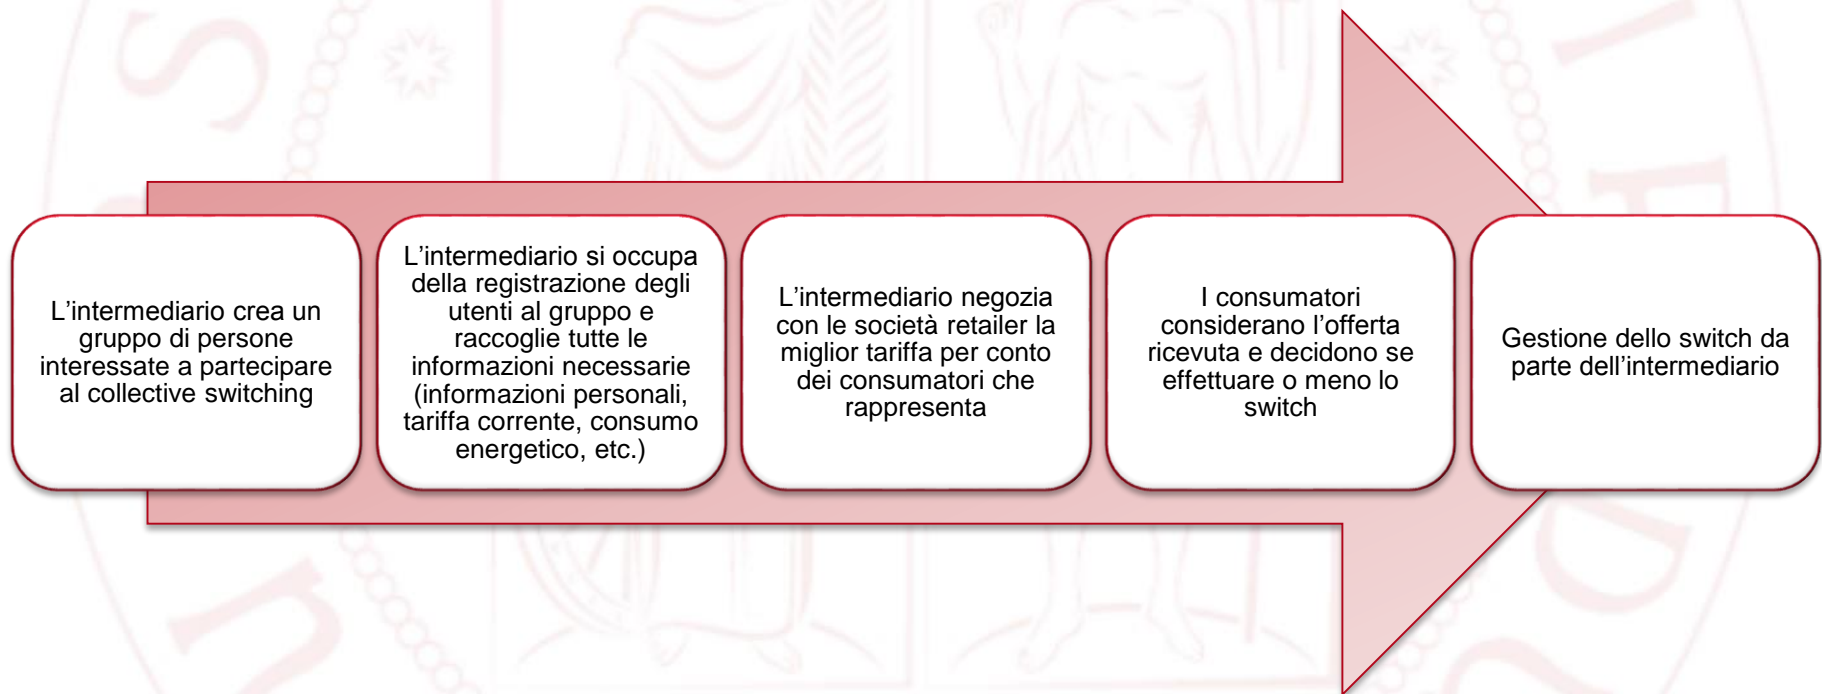 L’intermediario crea un
gruppo di persone
interessate a partecipare
al collective switching
L’intermediario si occupa
della registrazione degli
utenti al gruppo e
raccoglie tutte le
informazioni necessarie
(informazioni personali,
tariffa corrente, consumo
energetico, etc.)
L’intermediario negozia
con le società retailer la
miglior tariffa per conto
dei consumatori che
rappresenta
I consumatori
considerano l’offerta
ricevuta e decidono se
effettuare o meno lo
switch
Gestione dello switch da
parte dell’intermediario